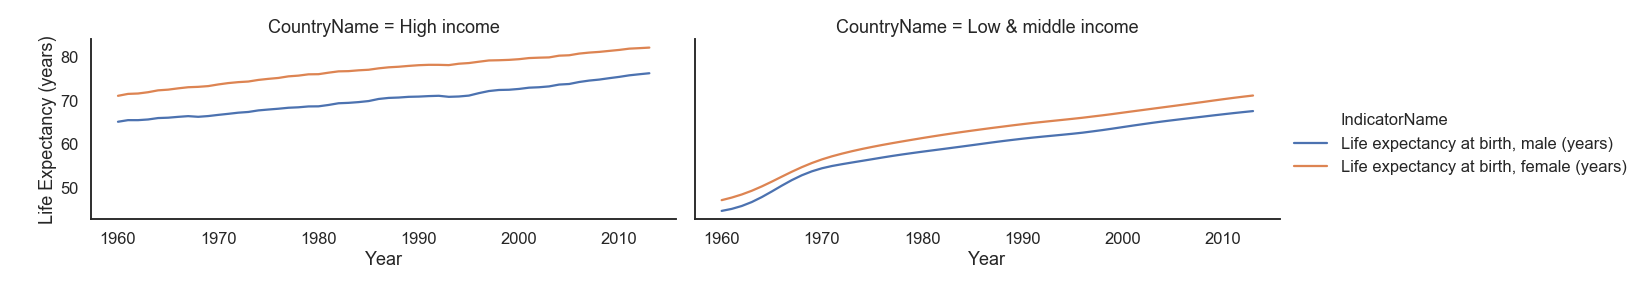 CountryName = High income
CountryName = Low & middle income
Life Expectancy (years)
80
70
60
50
1960
1970
1980
1990
2000
2010
Year
1960
1970
1980
1990
2000
2010
Year
IndicatorName
Life expectancy at birth, male (years)
Life expectancy at birth, female (years)